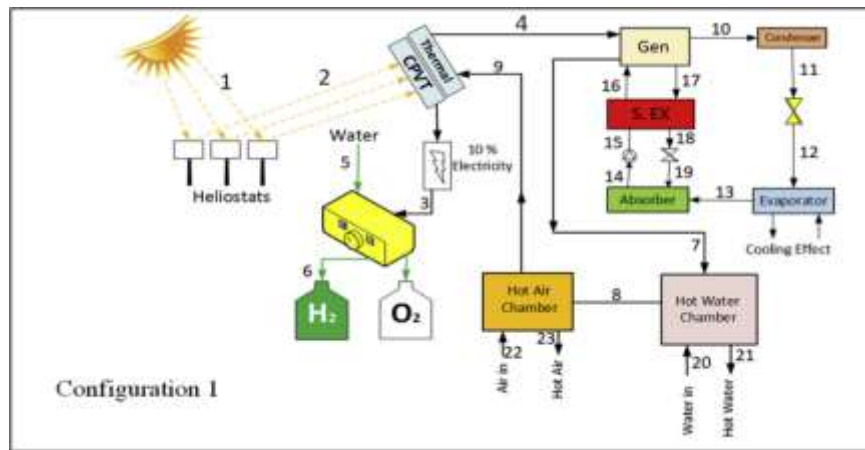 1
2
4
9
Thermal
CPVT
Gen
10
Condenser
11
16
17
S. EX
Water
5
10 %
Electricity
15
18
12
14
19
13
Heliostats
3
Absorber
Evaporator
Cooling Effect
6
7
H₂
O₂
Hot Air
Chamber
8
Hot Water
Chamber
22
23
20
21
Air in
Hot Air
Water in
Hot Water
Configuration 1